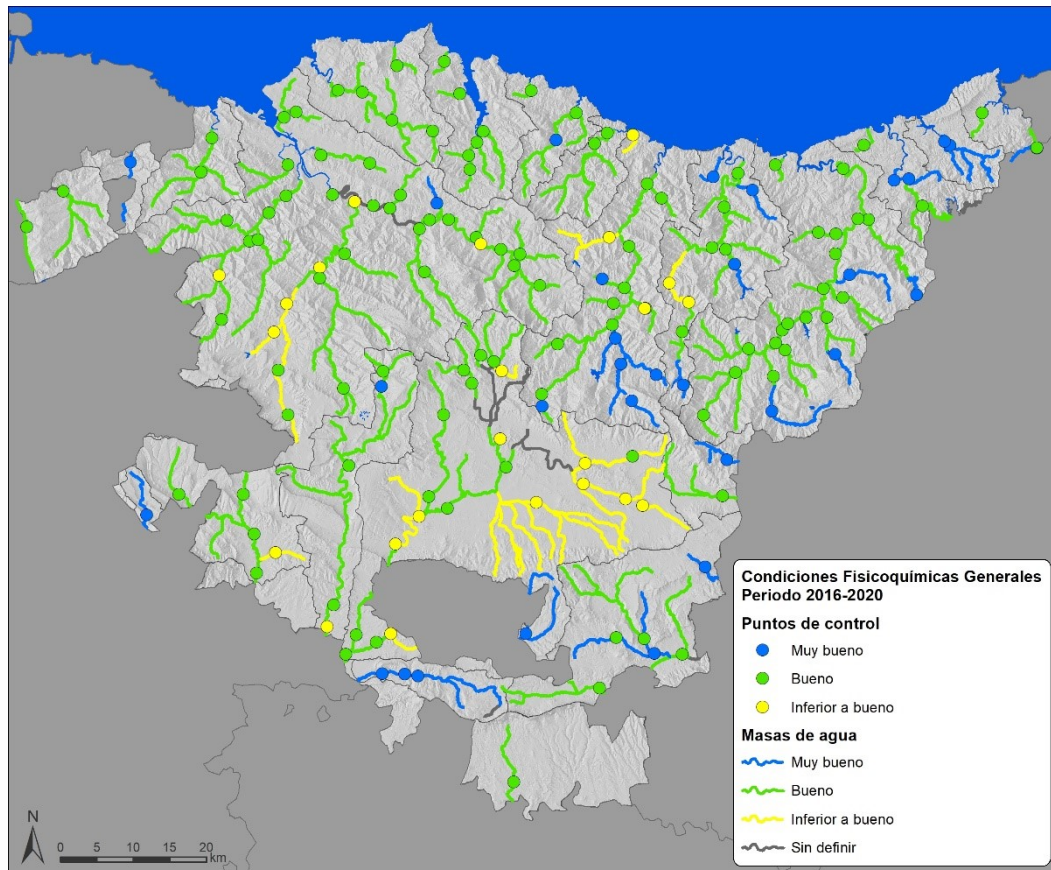 Condiciones Fisicoquímicas Generales
Periodo 2016-2020
Puntos de control
Muy bueno
Bueno
Inferior a bueno
Masas de agua
Muy bueno
Bueno
Inferior a bueno
Sin definir
N
0 5 10 15 20
km